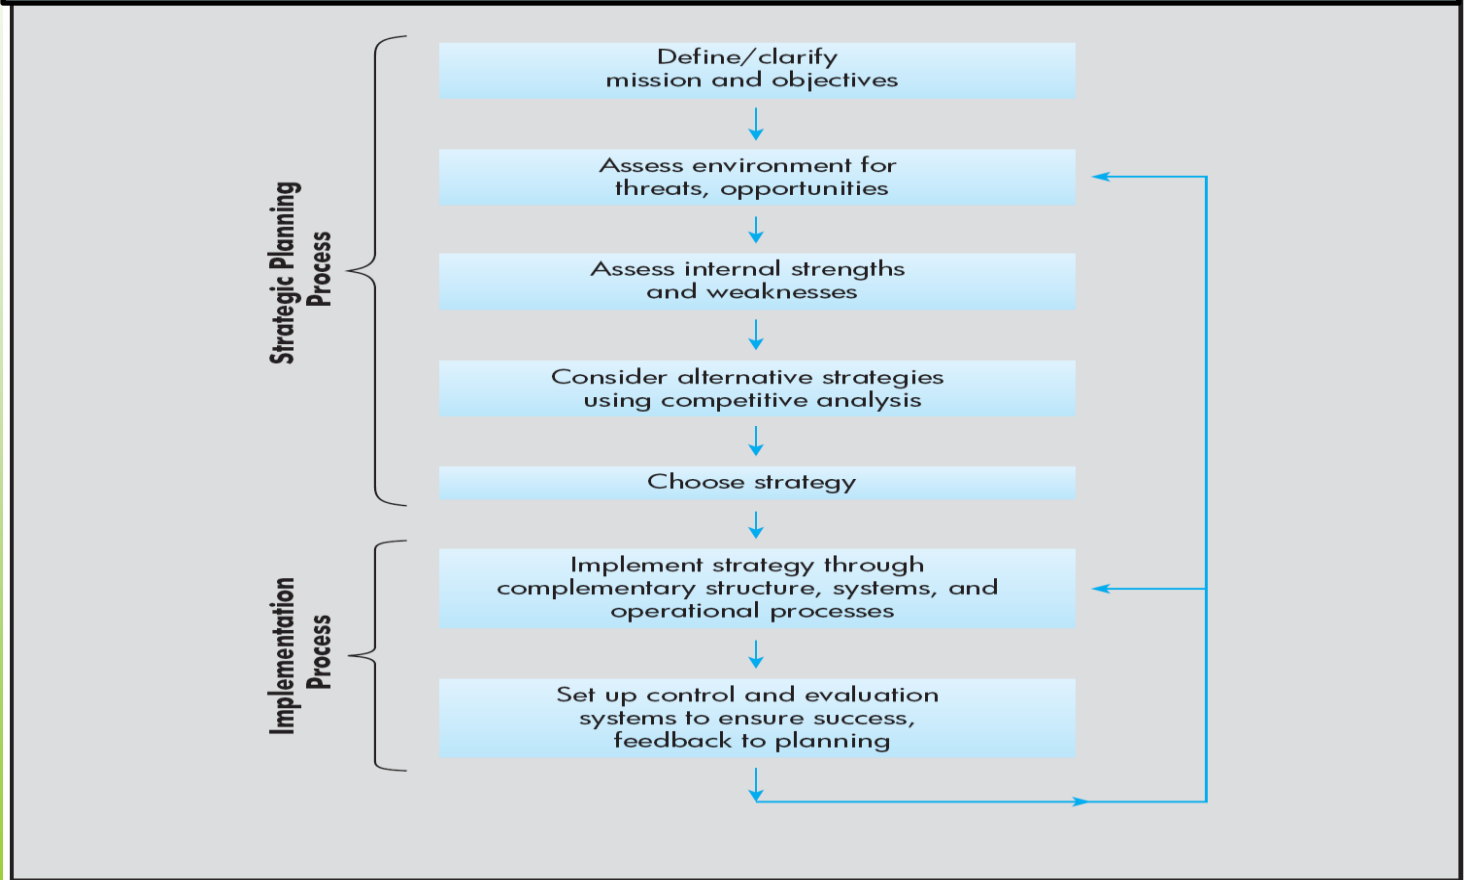 Strategic Planning
Process
Define/clarify
mission and objectives
Assess environment for
threats, opportunities
Assess internal strengths
and weaknesses
Consider alternative strategies
using competitive analysis
Choose strategy
Implementation
Process
Implement strategy through
complementary structure, systems, and
operational processes
Set up control and evaluation
systems to ensure success,
feedback to planning